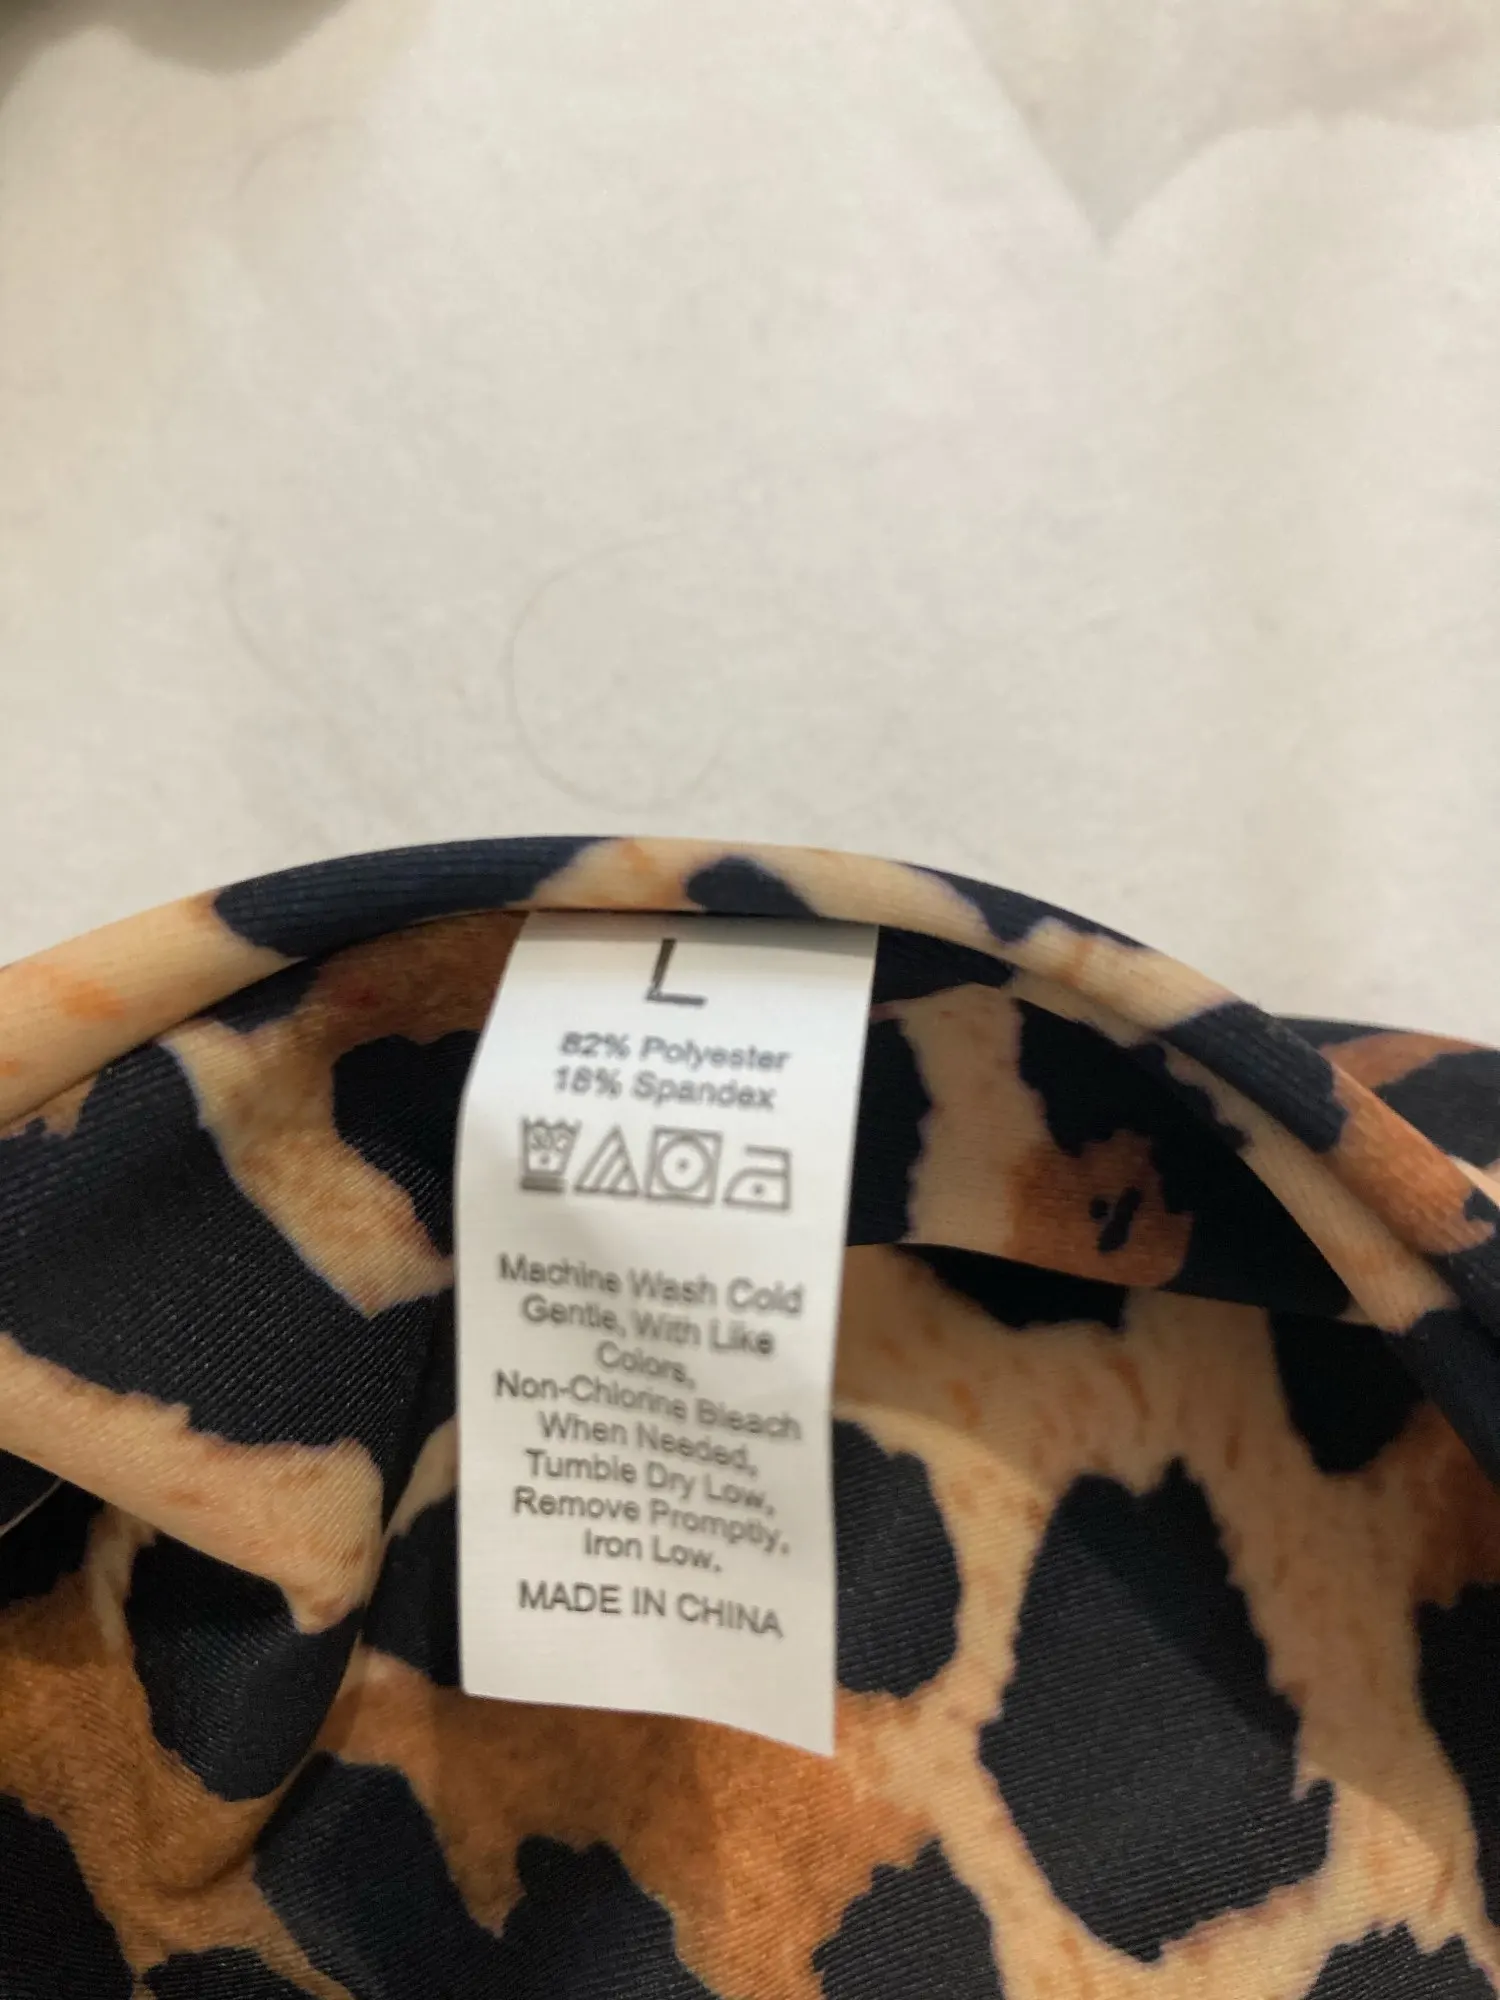 L
82% Polyester
18% Spandex
Machine Wash Cold
Gentle, With Like
Colors,
Non-Chlorine Bleach
When Needed,
Tumble Dry Low,
Remove Promptly,
Iron Low.
MADE IN CHINA